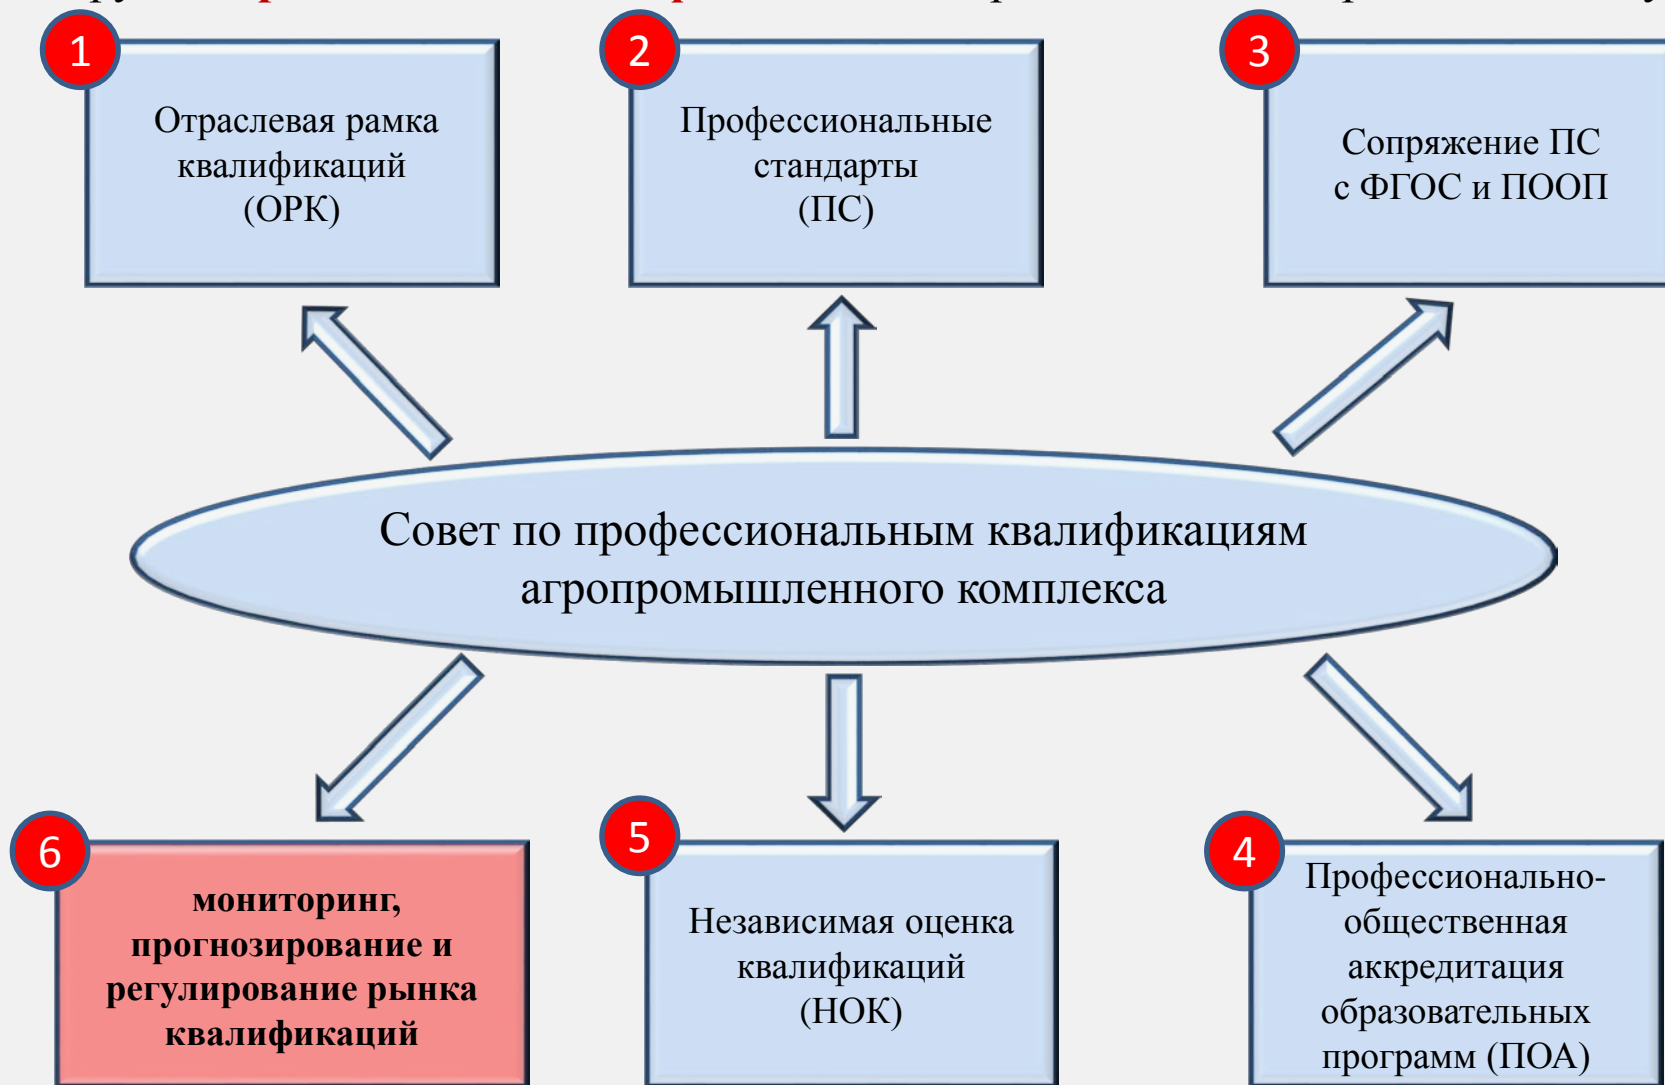 1
Отраслевая рамка
квалификаций
(ОРК)
2
Профессиональные
стандарты
(ПС)
3
Сопряжение ПС
с ФГОС и ПООП
Совет по профессиональным квалификациям
агропромышленного комплекса
6
мониторинг,
прогнозирование и
регулирование рынка
квалификаций
5
Независимая оценка
квалификаций
(НОК)
4
Профессионально-
общественная
аккредитация
образовательных
программ (ПОА)